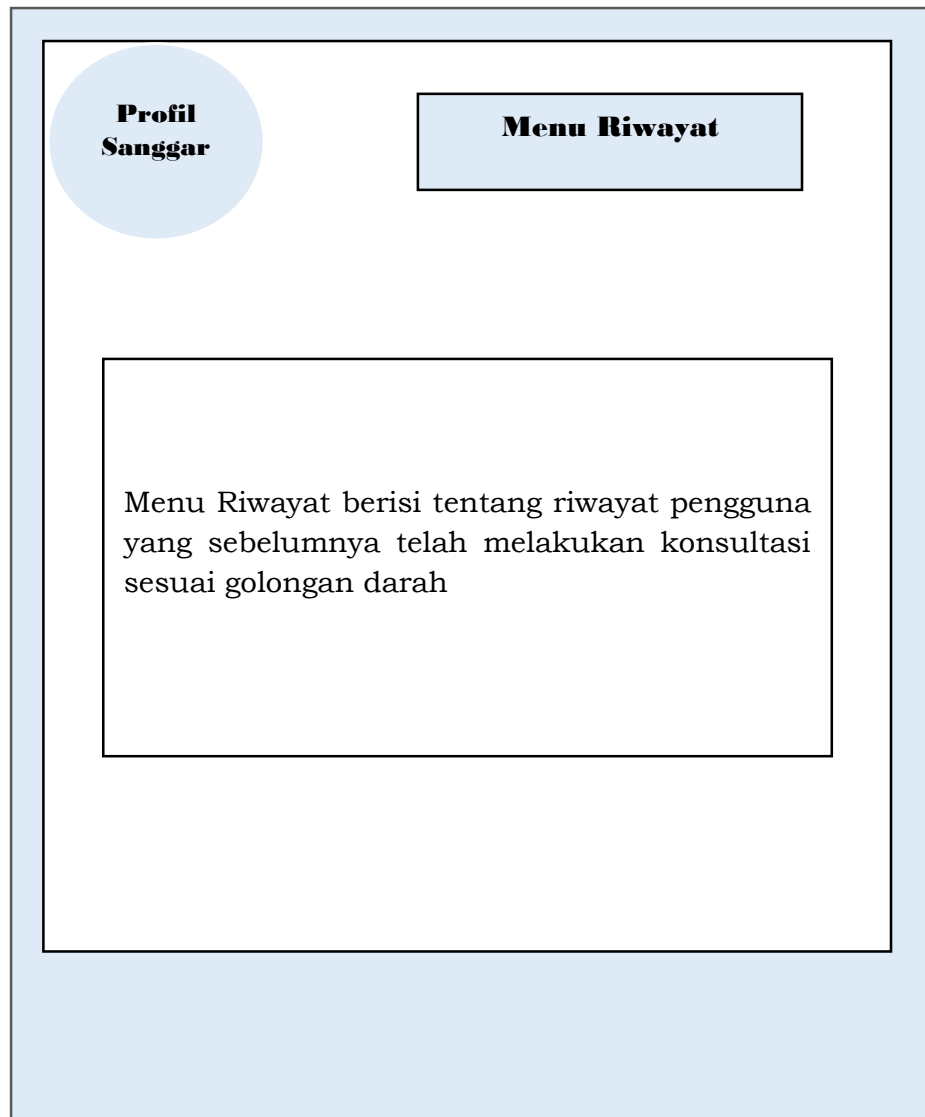 Profil
Sanggar
Menu Riwayat
Menu Riwayat berisi tentang riwayat pengguna
yang sebelumnya telah melakukan konsultasi
sesuai golongan darah